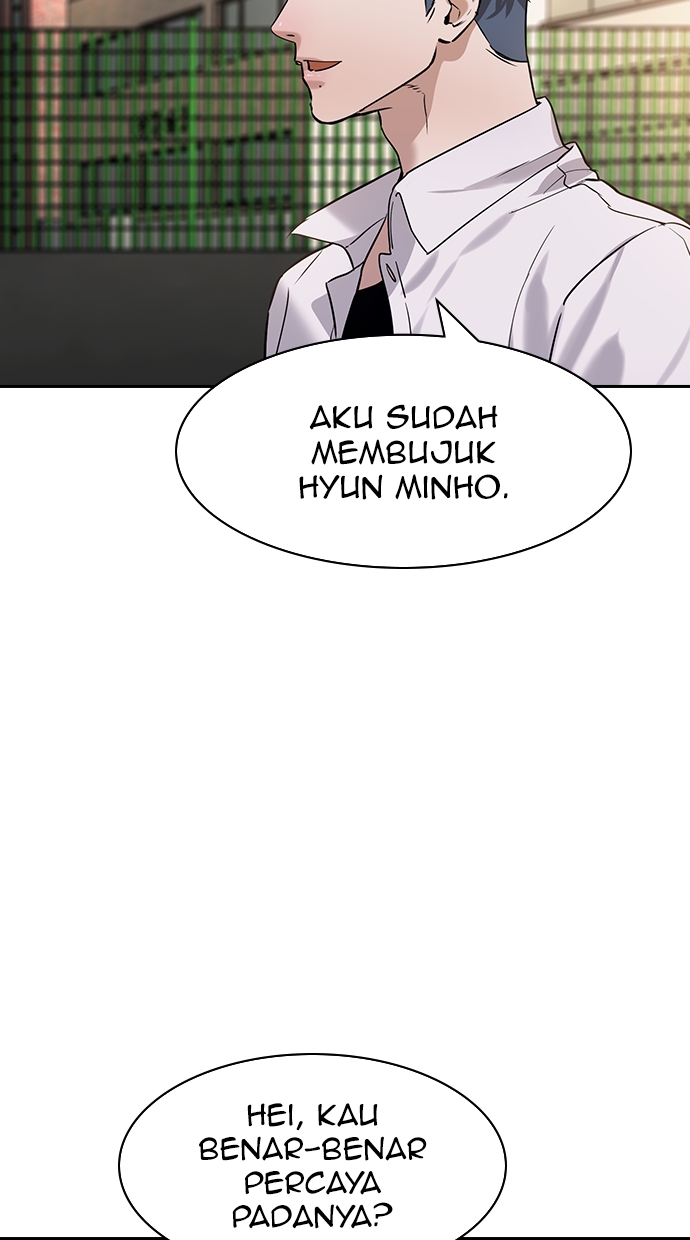 AKU SUDAH
MEMBUJUK
HYUN MINHO.
HEI, KAU
BENAR-BENAR
PERCAYA
PADANYA?